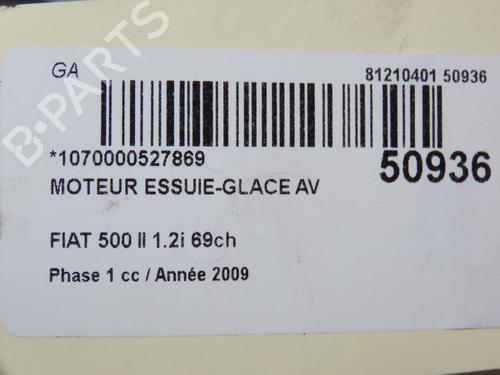 GA
81210401 50936
*1070000527869
50936
MOTEUR ESSUIE-GLACE AV
FIAT 500 II 1.2i 69ch
Phase 1 cc / Année 2009
B-PARTS